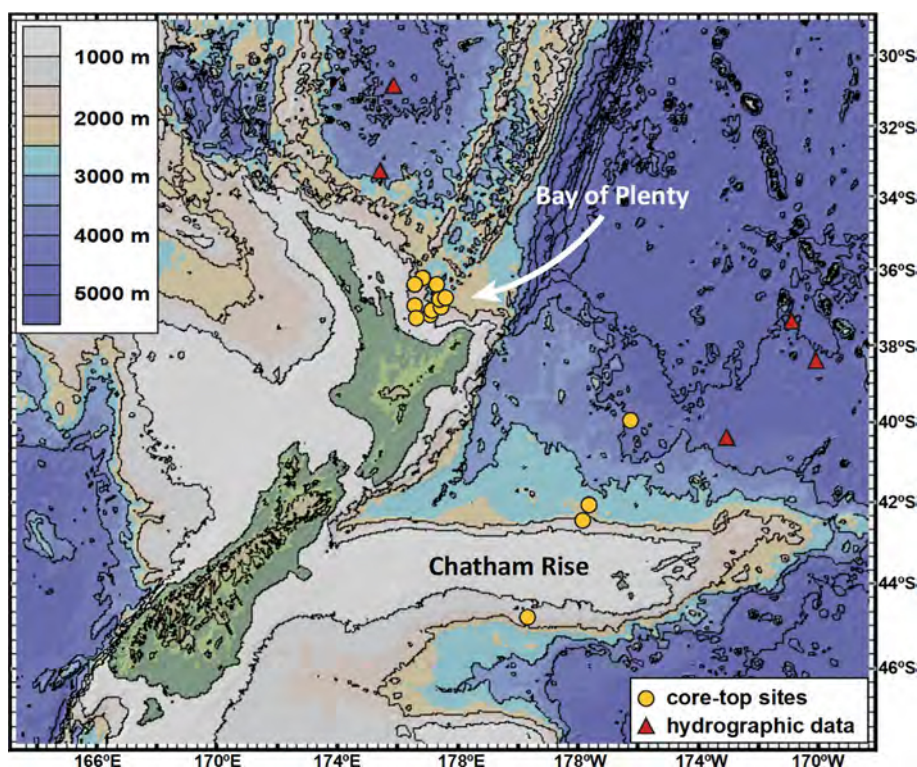 1000 m
2000 m
3000 m
4000 m
5000 m
30ºS
32ºS
34ºS
36ºS
38ºS
40ºS
42ºS
44ºS
46ºS
Bay of Plenty
Chatham Rise
core-top sites
hydrographic data
166ºE
170ºE
174ºE
178ºE
178ºW
174ºW
170ºW